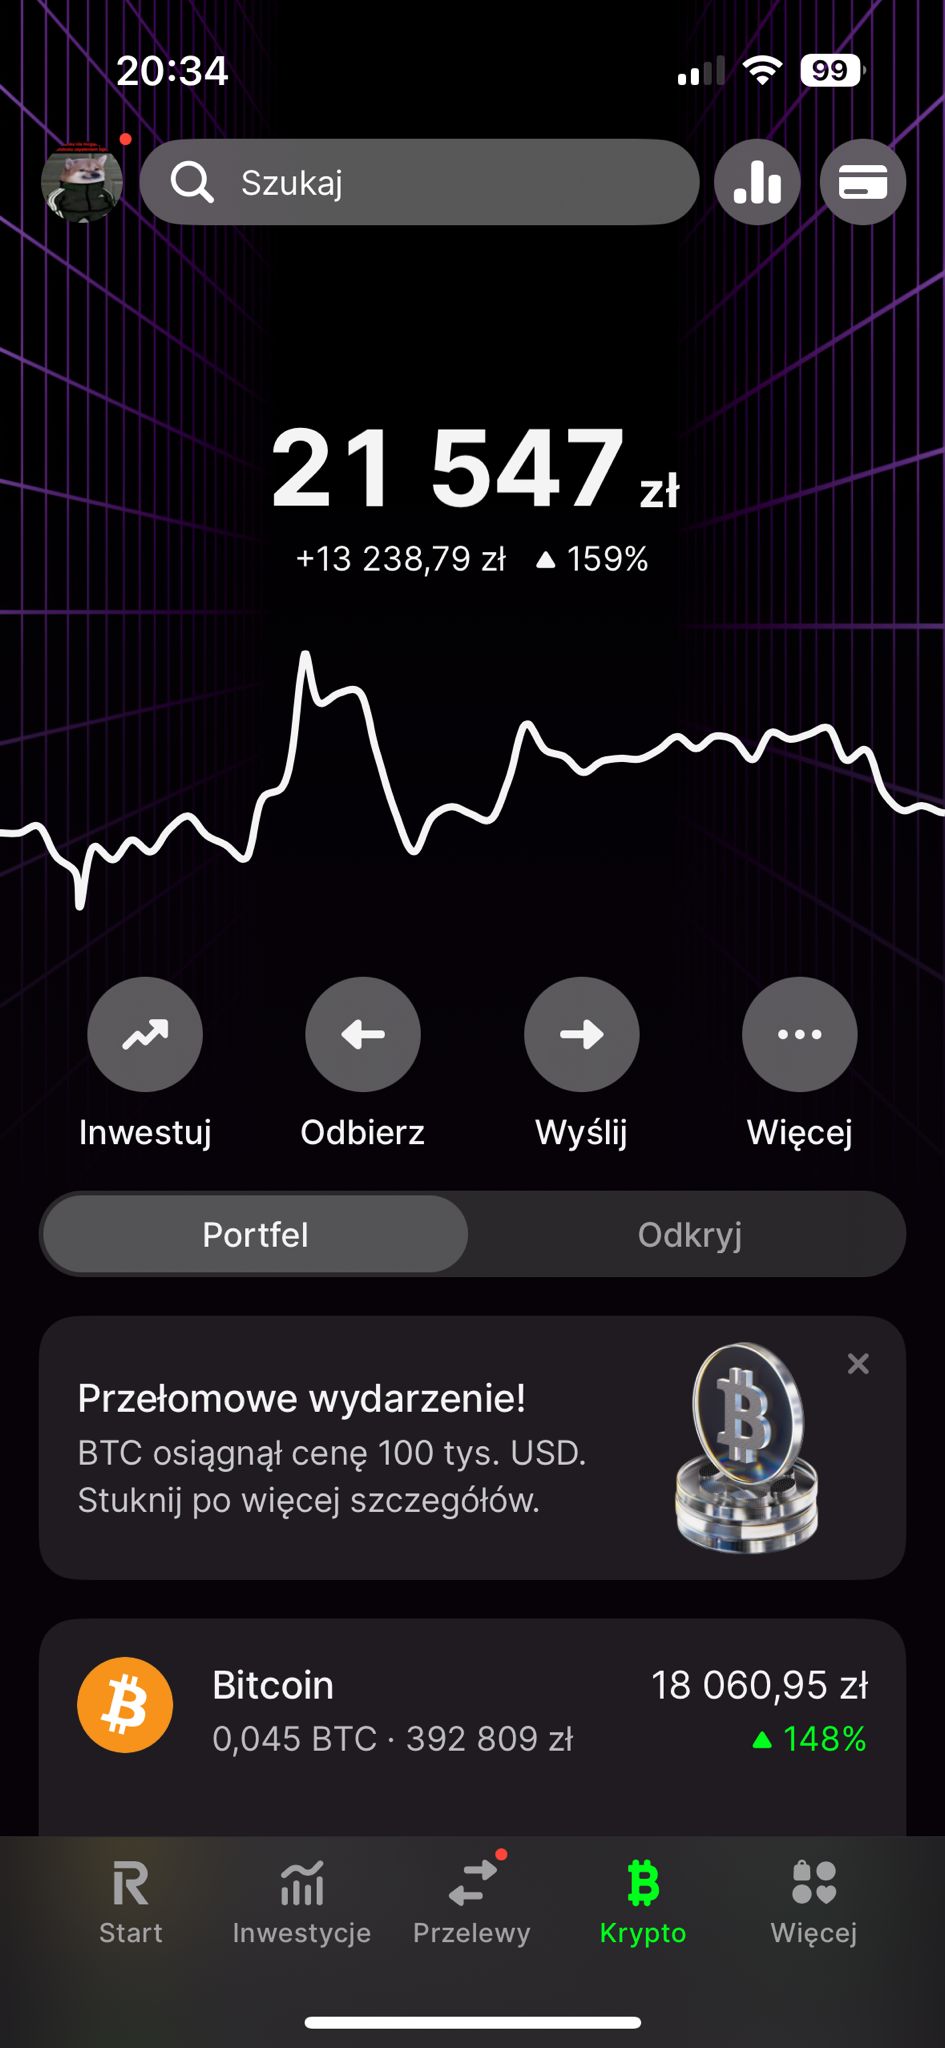 20:34
99
Szukaj
21 547 zł
+13 238,79 zł ▲ 159%
Inwestuj
Odbierz
Wyślij
Więcej
Portfel
Odkryj
Przełomowe wydarzenie!
BTC osiągnął cenę 100 tys. USD.
Stuknij po więcej szczegółów.
Bitcoin
18 060,95 zł
0,045 BTC · 392 809 zł
▲ 148%
Start
Inwestycje
Przelewy
Krypto
Więcej